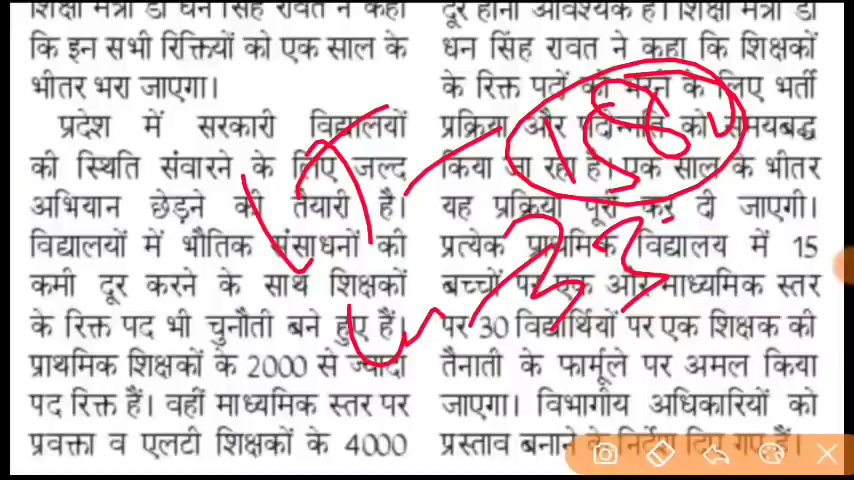 शिक्षा मंत्री डॉ धन सिंह रावत ने कहा
कि इन सभी रिक्तियों को एक साल के
भीतर भरा जाएगा।
प्रदेश में सरकारी विद्यालयों
की स्थिति संवारने के लिए जल्द
अभियान छेड़ने की तैयारी है।
विद्यालयों में भौतिक संसाधनों की
कमी दूर करने के साथ शिक्षकों
के रिक्त पद भी चुनौती बने हुए हैं।
प्राथमिक शिक्षकों के 2000 से ज्यादा
पद रिक्त हैं। वहीं माध्यमिक स्तर पर
प्रवक्ता व एलटी शिक्षकों के 4000
दूर होना आवश्यक है। शिक्षा मंत्री डॉ
धन सिंह रावत ने कहा कि शिक्षकों
के रिक्त पदों को भरने के लिए भर्ती
प्रक्रिया और पदोन्नति को समयबद्ध
किया जा रहा है। एक साल के भीतर
यह प्रक्रिया पूरी कर दी जाएगी।
प्रत्येक प्राथमिक विद्यालय में 15
बच्चों पर एक और माध्यमिक स्तर
पर 30 विद्यार्थियों पर एक शिक्षक की
तैनाती के फार्मूले पर अमल किया
जाएगा। विभागीय अधिकारियों को
प्रस्ताव बनाने के निर्देश दिए गए हैं।